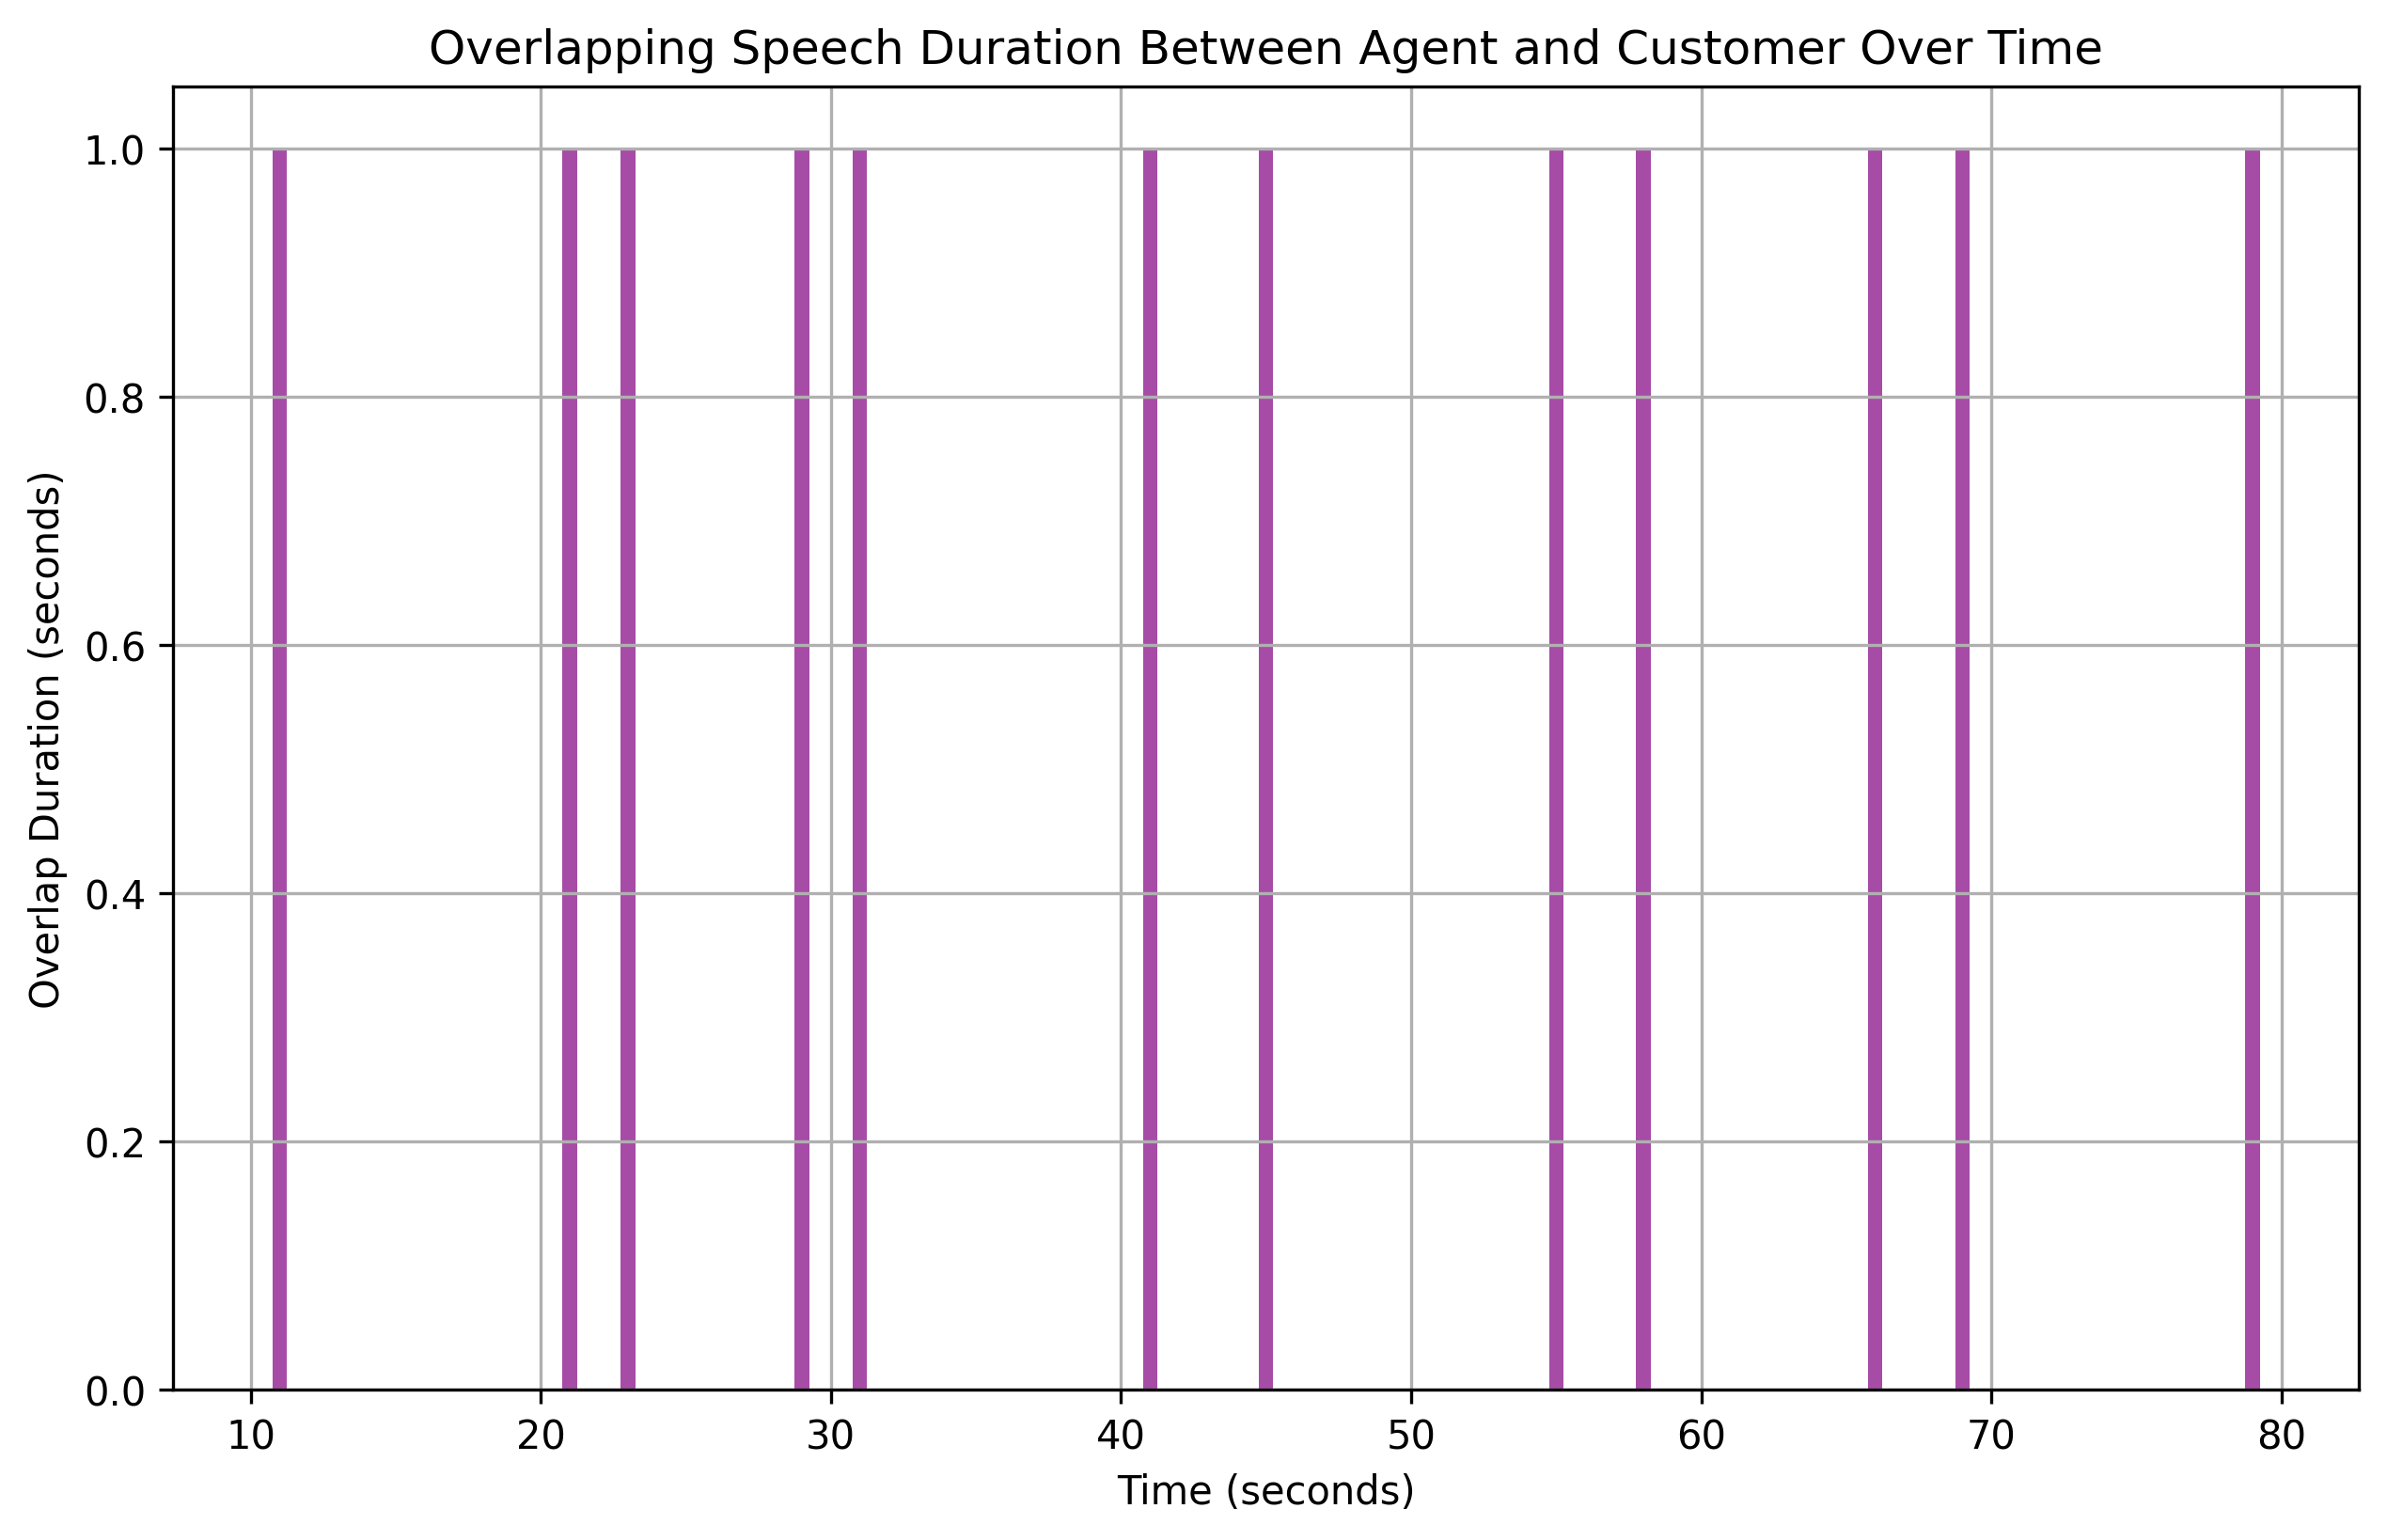 Overlapping Speech Duration Between Agent and Customer Over Time
1.0
0.8
0.6
0.4
0.2
0.0
Overlap Duration (seconds)
10 20 30 40 50 60 70 80
Time (seconds)